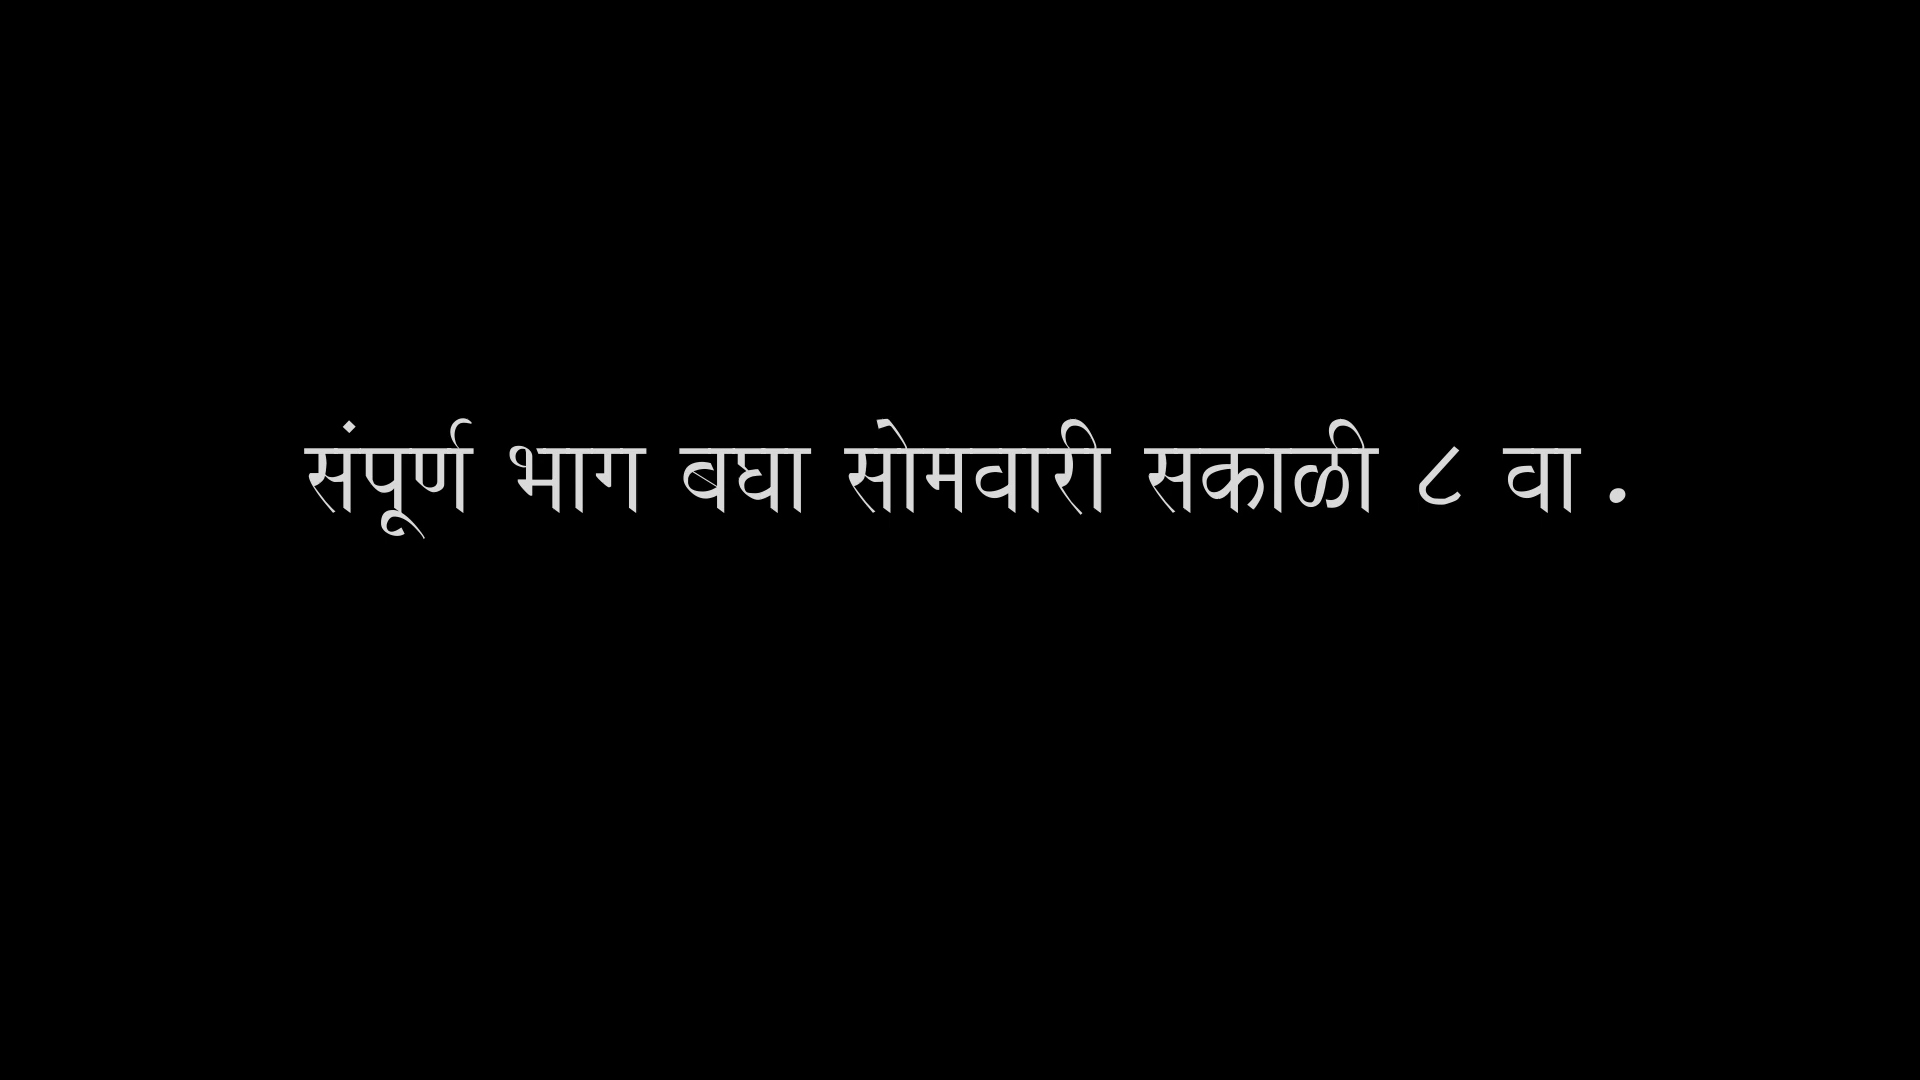 संपूर्ण भाग बघा सोमवारी सकाळी ८ वा .